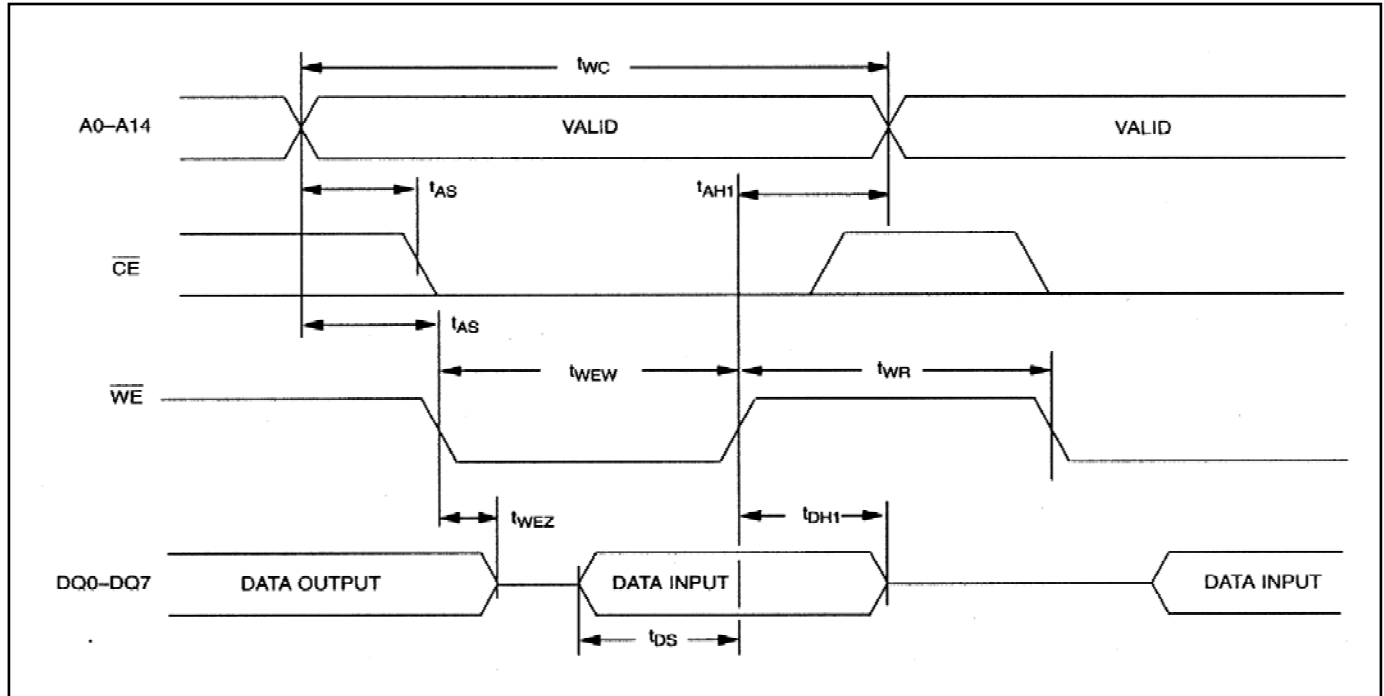 tWC
A0–A14 VALID VALID
tAS tAH1
CE
tAS
tWEW tWR
WE
tWEZ tDH1
DQ0–DQ7 DATA OUTPUT DATA INPUT DATA INPUT
tDS